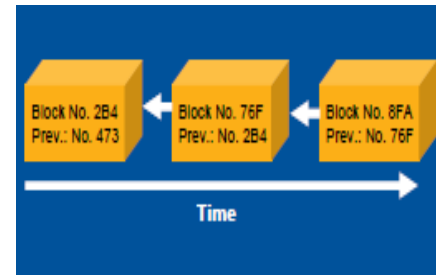 Block No. 2B4
Prev.: No. 473
Block No. 76F
Prev.: No. 2B4
Block No. 8FA
Prev.: No. 76F
Time